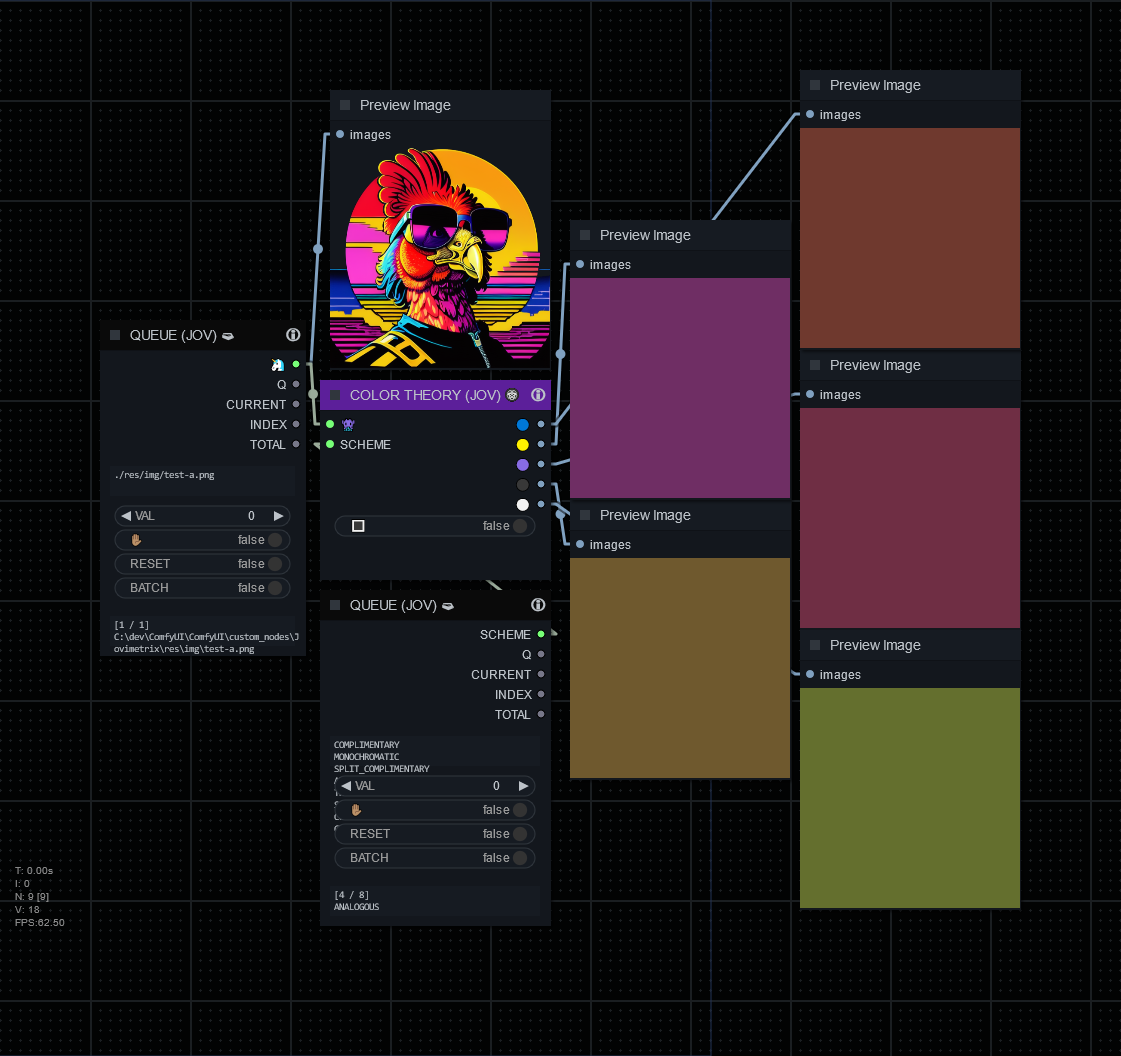 Preview Image
images
QUEUE (JOV)
Q
CURRENT
INDEX
TOTAL
./res/img/test-a.png
VAL 0
false
RESET false
BATCH false
[1 / 1]
C:\dev\ComfyUI\ComfyUI\custom_nodes\J
ovimetrix\res\img\test-a.png
COLOR THEORY (JOV)
SCHEME
false
QUEUE (JOV)
SCHEME
Q
CURRENT
INDEX
TOTAL
COMPLIMENTARY
MONOCHROMATIC
SPLIT_COMPLIMENTARY
VAL 0
false
RESET false
BATCH false
[4 / 8]
ANALOGOUS
Preview Image
images
Preview Image
images
Preview Image
images
Preview Image
images
Preview Image
images
T: 0.00s
I: 0
N: 9 [9]
V: 18
FPS:62.50